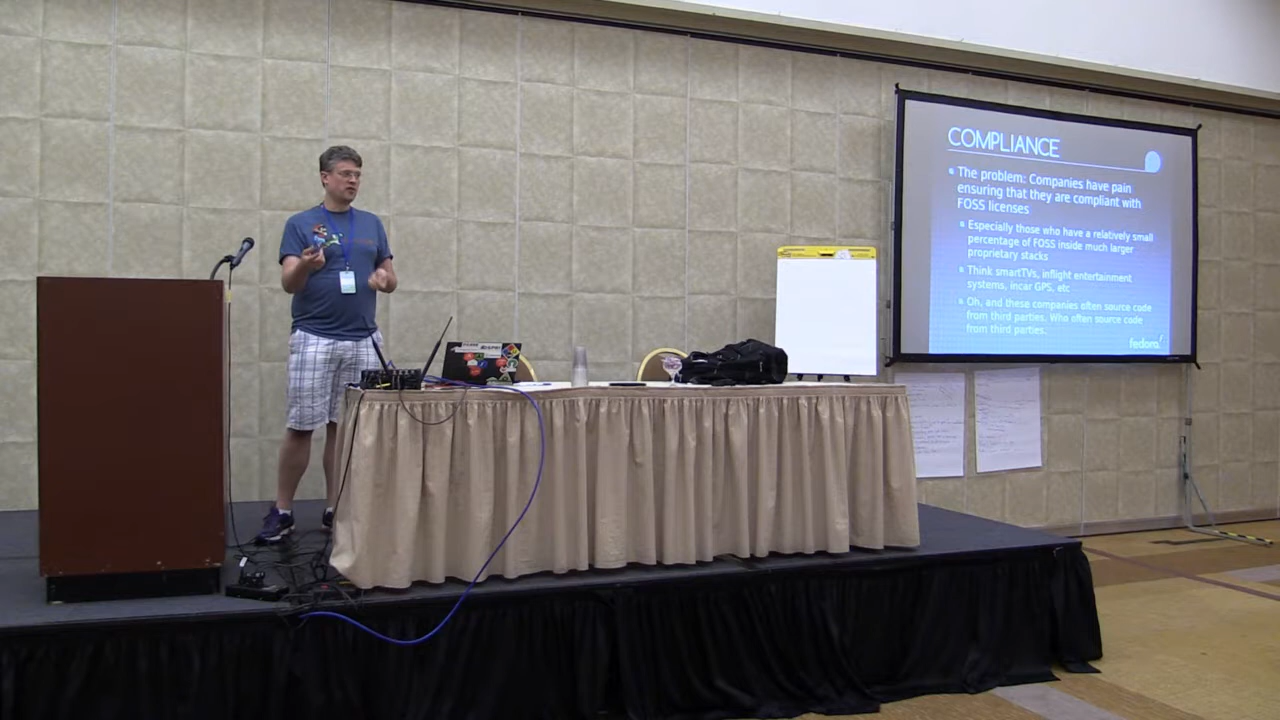 COMPLIANCE
The problem: Companies have pain
ensuring that they are compliant with
FOSS licenses
Especially those who have a relatively small
percentage of FOSS inside much larger
proprietary stacks
Think smartTVs, inflight entertainment
systems, incar GPS, etc
Oh, and these companies often source code
from third parties. Who often source code
from third parties.
fedora